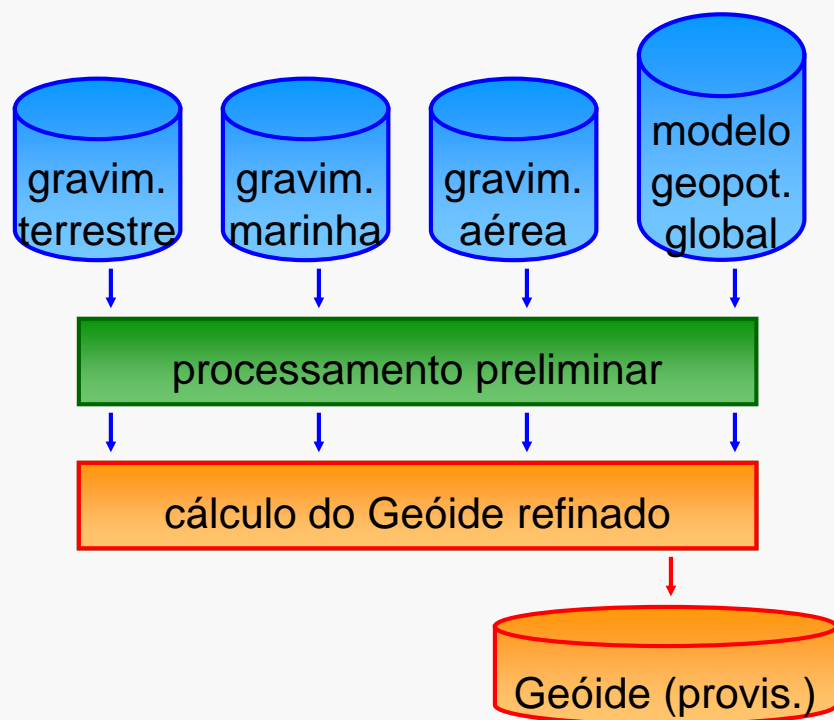 gravim.
terrestre
gravim.
marinha
gravim.
aérea
modelo
geopot.
global
processamento preliminar
cálculo do Geóide refinado
Geóide (provis.)